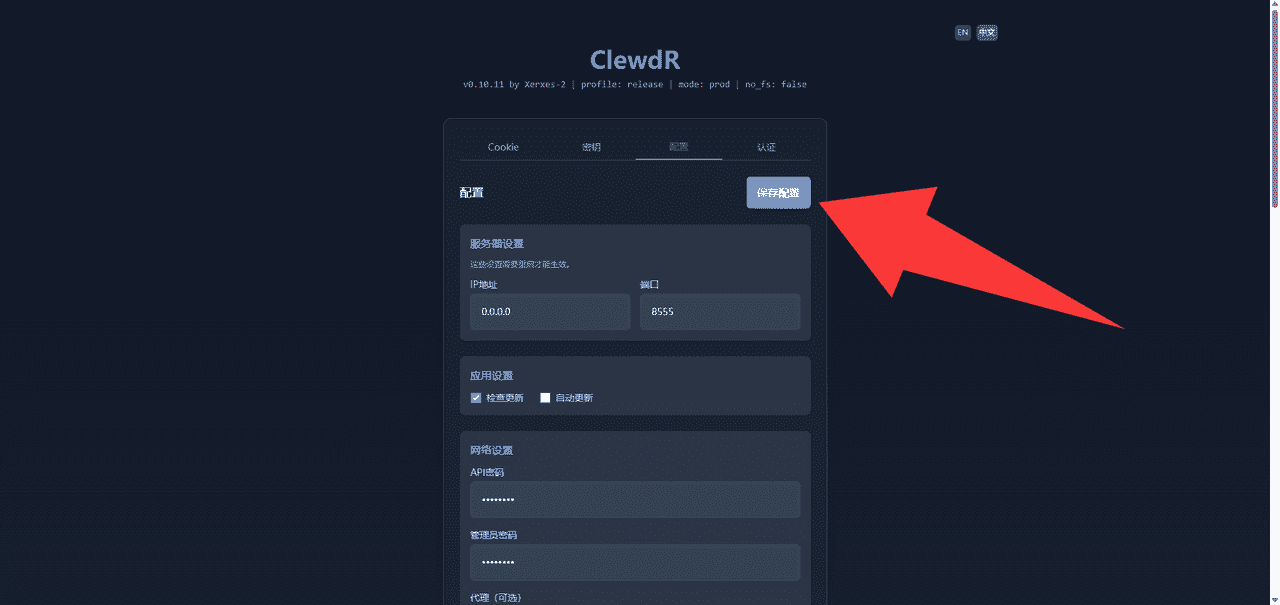 EN 中文
ClewdR
v0.10.11 by Xerxes-2 | profile: release | mode: prod | no_fs: false
Cookie 密钥 配置 认证
配置 保存配置
服务器设置
这些设置需要重启才能生效。
IP地址 端口
0.0.0.0 8555
应用设置
检查更新 自动更新
网络设置
API密码
••••••••
管理员密码
••••••••
代理（可选）